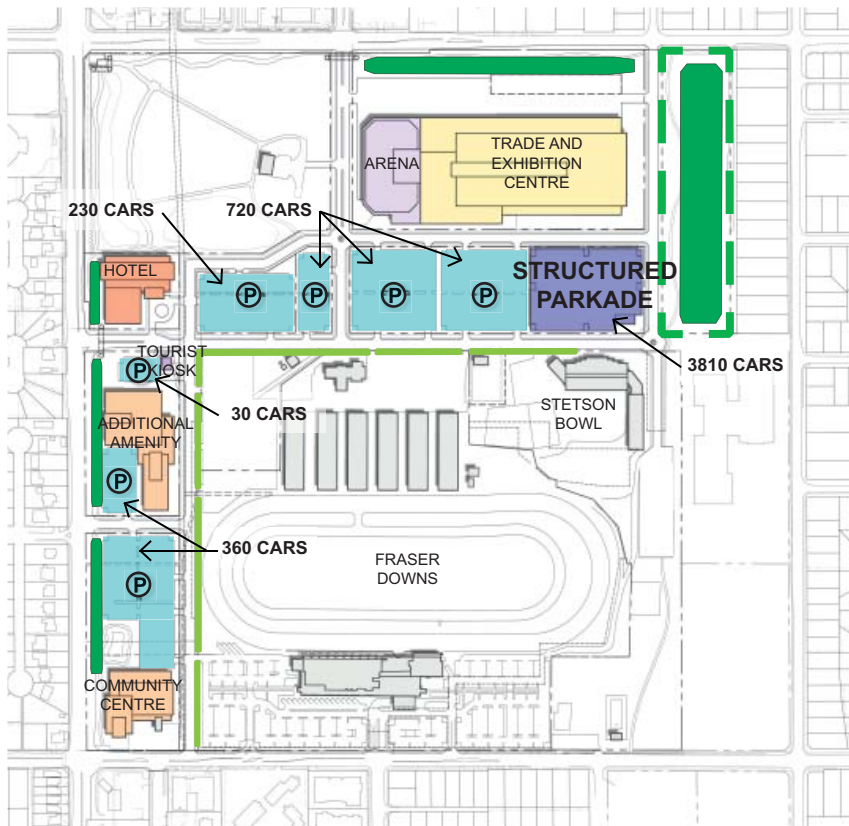 TRADE AND
EXHIBITION
CENTRE
ARENA
230 CARS
720 CARS
HOTEL
P
P
P
P
STRUCTURED
PARKADE
TOURIST
KIOSK
P
3810 CARS
30 CARS
STETSON
BOWL
ADDITIONAL
AMENITY
P
360 CARS
FRASER
DOWNS
P
COMMUNITY
CENTRE